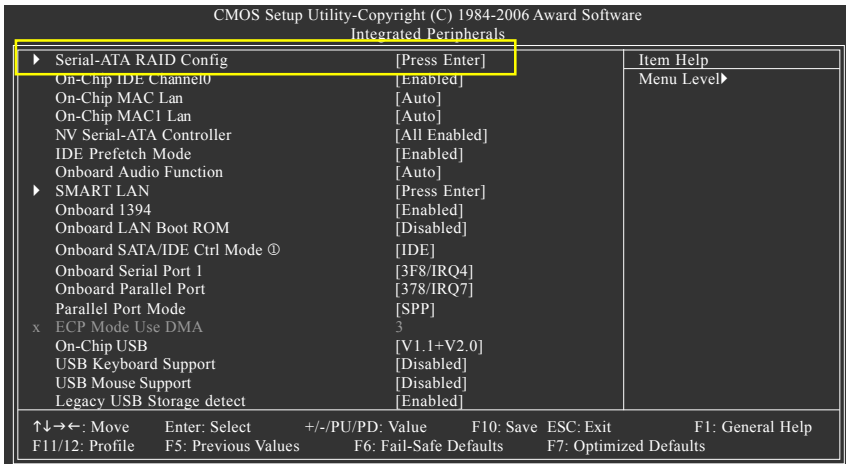 CMOS Setup Utility-Copyright (C) 1984-2006 Award Software
Integrated Peripherals
▶ Serial-ATA RAID Config [Press Enter] Item Help
On-Chip IDE Channel0 [Enabled] Menu Level▶
On-Chip MAC Lan [Auto]
On-Chip MAC1 Lan [Auto]
NV Serial-ATA Controller [All Enabled]
IDE Prefetch Mode [Enabled]
Onboard Audio Function [Auto]
▶ SMART LAN [Press Enter]
Onboard 1394 [Enabled]
Onboard LAN Boot ROM [Disabled]
Onboard SATA/IDE Ctrl Mode ① [IDE]
Onboard Serial Port 1 [3F8/IRQ4]
Onboard Parallel Port [378/IRQ7]
Parallel Port Mode [SPP]
x ECP Mode Use DMA 3
On-Chip USB [V1.1+V2.0]
USB Keyboard Support [Disabled]
USB Mouse Support [Disabled]
Legacy USB Storage detect [Enabled]
↑↓→←: Move Enter: Select +/-/PU/PD: Value F10: Save ESC: Exit F1: General Help
F11/12: Profile F5: Previous Values F6: Fail-Safe Defaults F7: Optimized Defaults